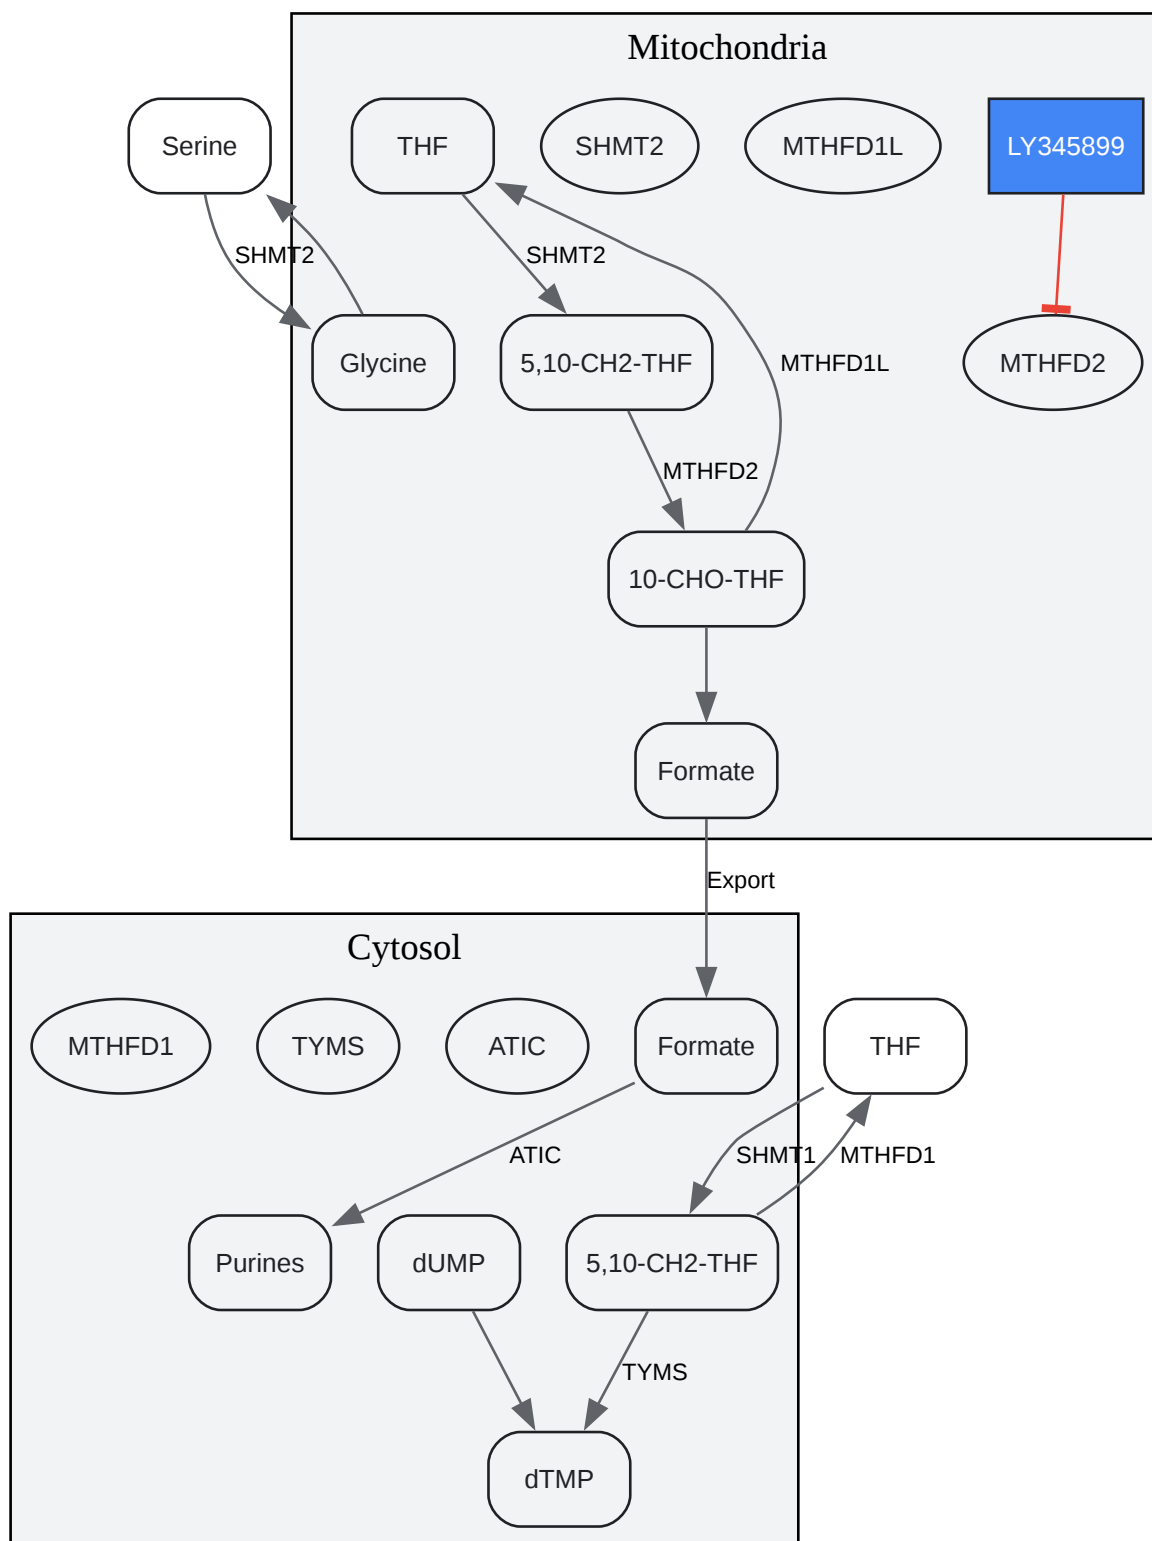 Mitochondria
Serine
THF
SHMT2
MTHFD1L
LY345899
SHMT2
SHMT2
Glycine
5,10-CH2-THF
MTHFD1L
MTHFD2
MTHFD2
10-CHO-THF
Formate
Export
Cytosol
MTHFD1
TYMS
ATIC
Formate
THF
ATIC
SHMT1
MTHFD1
Purines
dUMP
5,10-CH2-THF
TYMS
dTMP